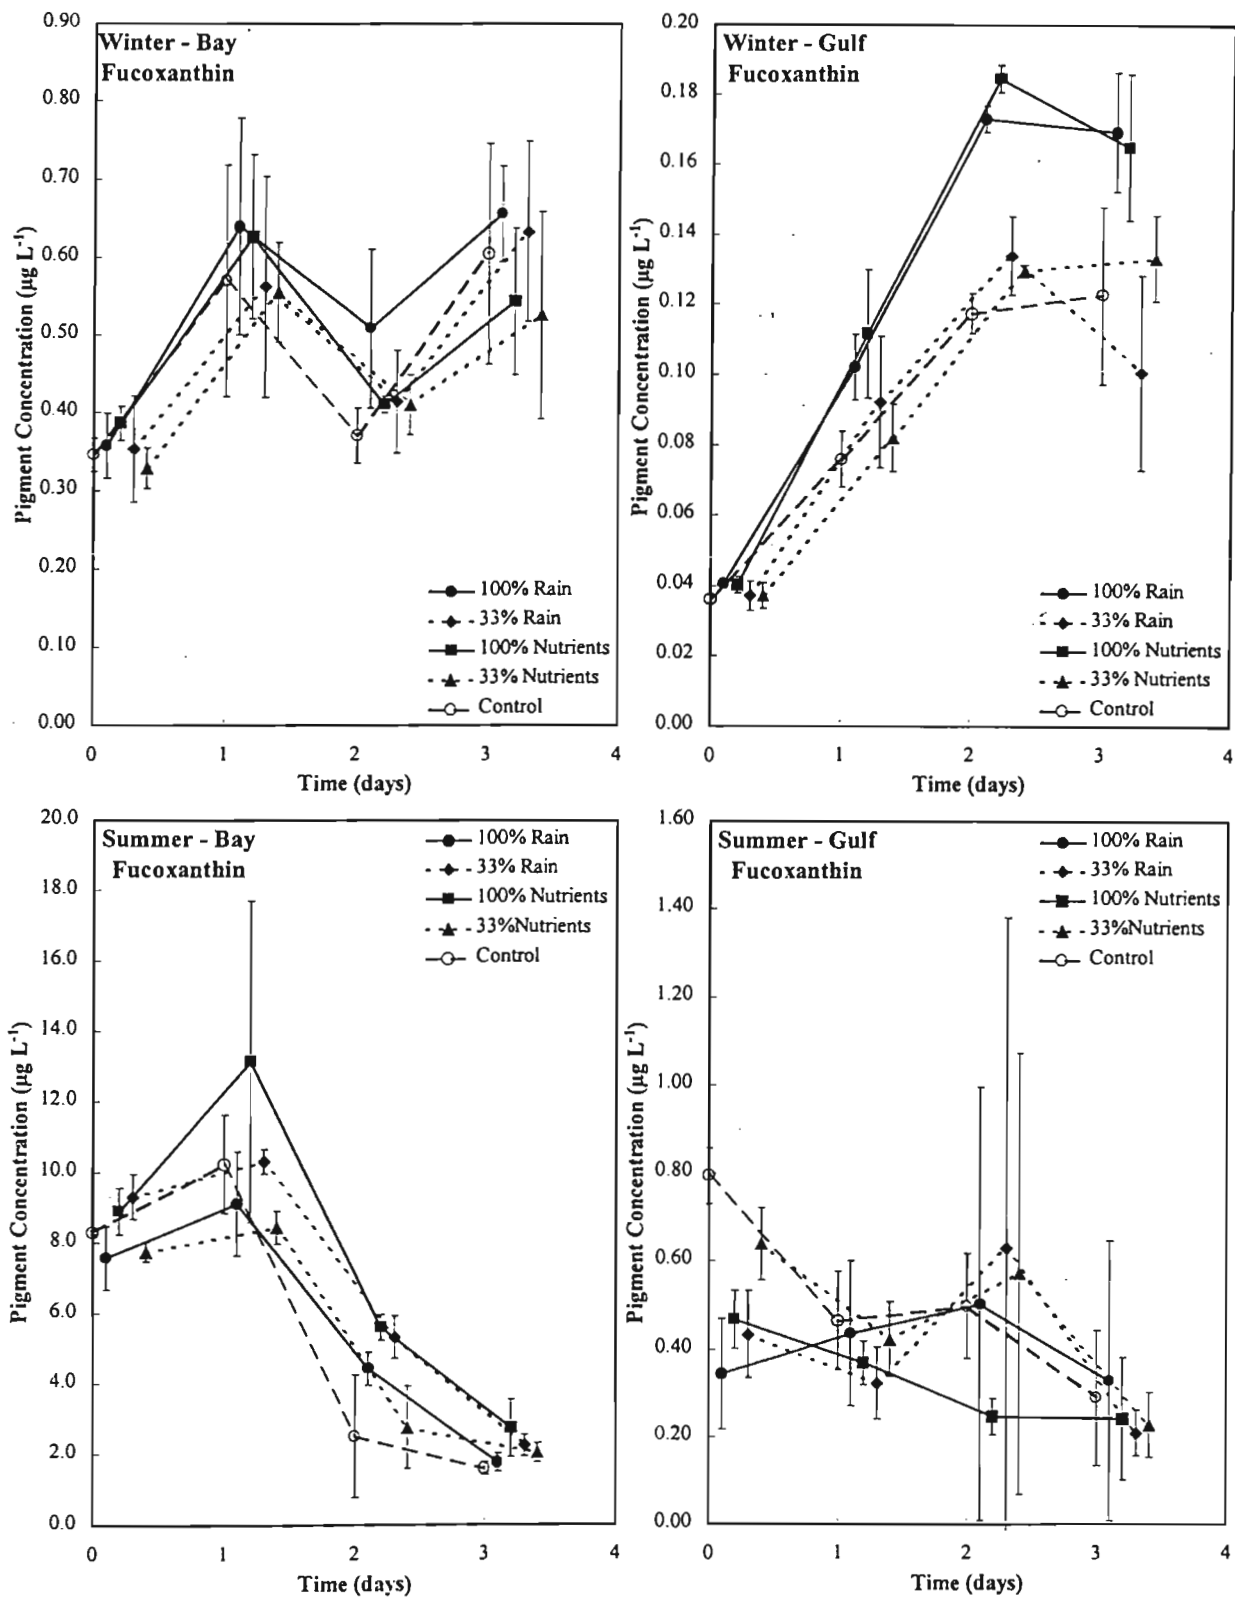 Winter - Bay
Fucoxanthin
Pigment Concentration (µg L⁻¹)
0.90
0.80
0.70
0.60
0.50
0.40
0.30
0.20
0.10
0.00
100% Rain
33% Rain
100% Nutrients
33% Nutrients
Control
0 1 2 3 4
Time (days)
Winter - Gulf
Fucoxanthin
Pigment Concentration (µg L⁻¹)
0.20
0.18
0.16
0.14
0.12
0.10
0.08
0.06
0.04
0.02
0.00
100% Rain
33% Rain
100% Nutrients
33% Nutrients
Control
0 1 2 3 4
Time (days)
Summer - Bay
Fucoxanthin
Pigment Concentration (µg L⁻¹)
20.0
18.0
16.0
14.0
12.0
10.0
8.0
6.0
4.0
2.0
0.0
100% Rain
33% Rain
100% Nutrients
33%Nutrients
Control
0 1 2 3 4
Time (days)
Summer - Gulf
Fucoxanthin
Pigment Concentration (µg L⁻¹)
1.60
1.40
1.20
1.00
0.80
0.60
0.40
0.20
0.00
100% Rain
33% Rain
100% Nutrients
33%Nutrients
Control
0 1 2 3 4
Time (days)